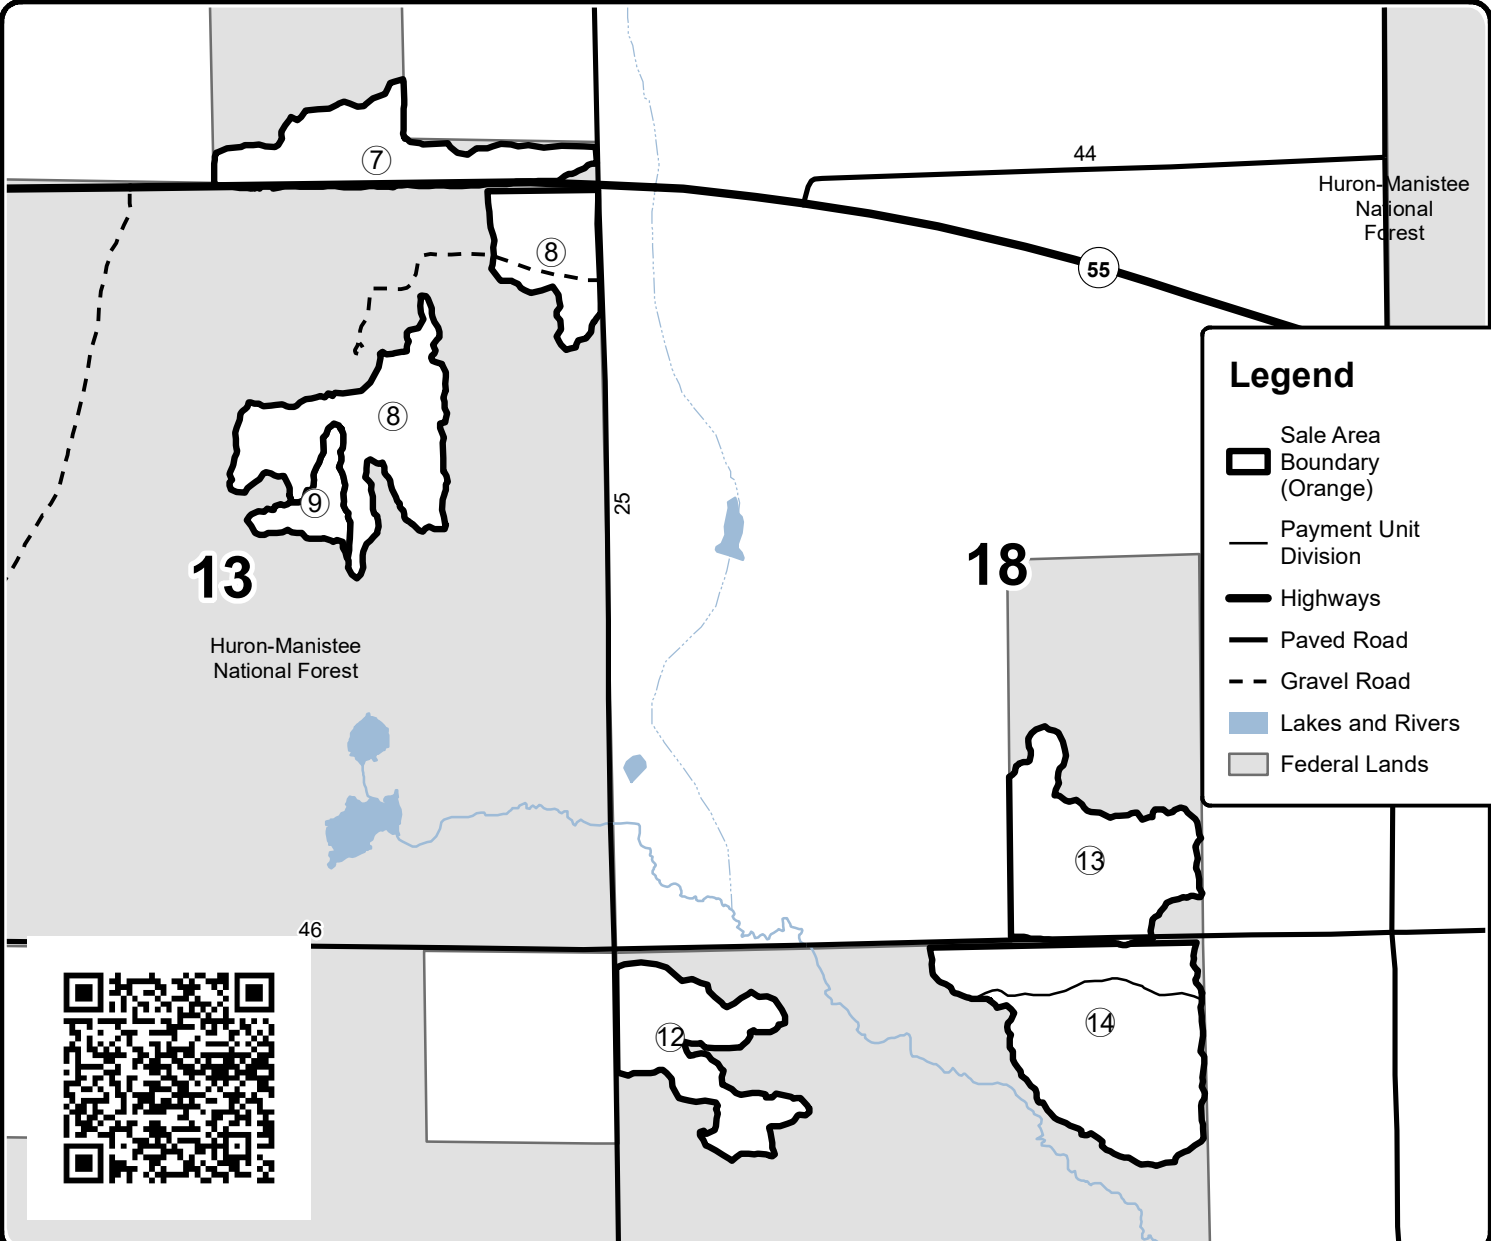 7
44
Huron-Manistee
National
Forest
8
55
Legend
Sale Area
Boundary
(Orange)
Payment Unit
Division
Highways
Paved Road
Gravel Road
Lakes and Rivers
Federal Lands
8
9
25
13
18
Huron-Manistee
National Forest
13
46
12
14